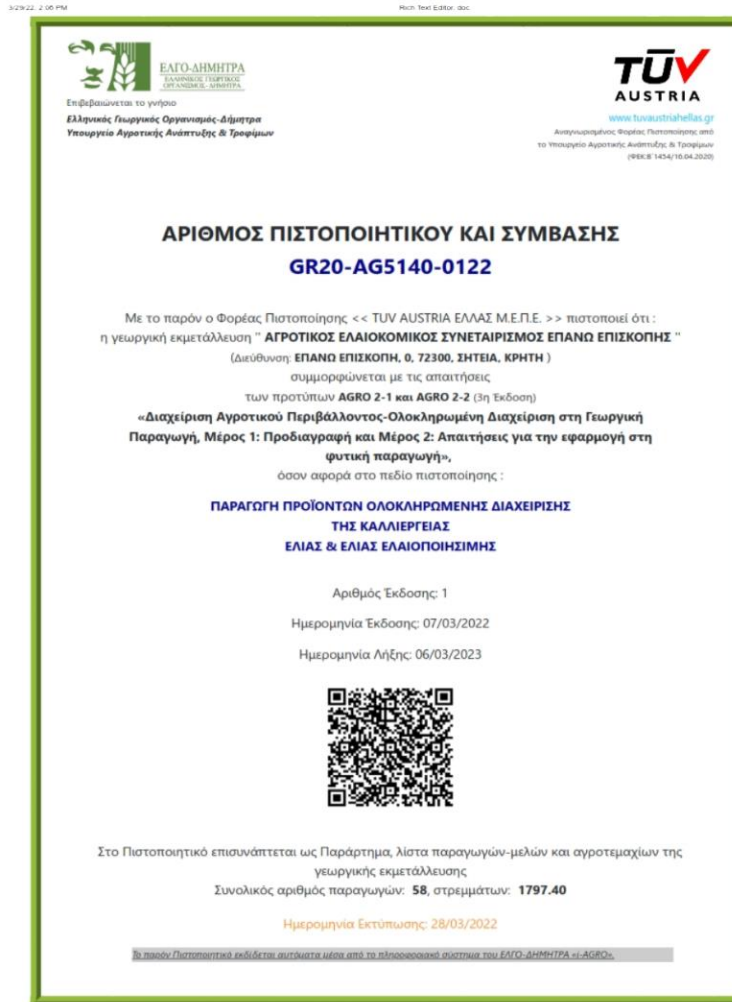 3/29/22, 2:06 PM Rich Text Editor, doc
ΕΛΓΟ-ΔΗΜΗΤΡΑ
ΕΛΛΗΝΙΚΟΣ ΓΕΩΡΓΙΚΟΣ
ΟΡΓΑΝΙΣΜΟΣ - ΔΗΜΗΤΡΑ
Επιβεβαιώνεται το γνήσιο
Ελληνικός Γεωργικός Οργανισμός-Δήμητρα
Υπουργείο Αγροτικής Ανάπτυξης & Τροφίμων
TÜV
AUSTRIA
www.tuvaustriahellas.gr
Αναγνωρισμένος Φορέας Πιστοποίησης από
το Υπουργείο Αγροτικής Ανάπτυξης & Τροφίμων
(ΦΕΚ:Β΄1454/16.04.2020)
ΑΡΙΘΜΟΣ ΠΙΣΤΟΠΟΙΗΤΙΚΟΥ ΚΑΙ ΣΥΜΒΑΣΗΣ
GR20-AG5140-0122
Με το παρόν ο Φορέας Πιστοποίησης << TUV AUSTRIA ΕΛΛΑΣ Μ.Ε.Π.Ε. >> πιστοποιεί ότι :
η γεωργική εκμετάλλευση " ΑΓΡΟΤΙΚΟΣ ΕΛΑΙΟΚΟΜΙΚΟΣ ΣΥΝΕΤΑΙΡΙΣΜΟΣ ΕΠΑΝΩ ΕΠΙΣΚΟΠΗΣ "
(Διεύθυνση: ΕΠΑΝΩ ΕΠΙΣΚΟΠΗ, 0, 72300, ΣΗΤΕΙΑ, ΚΡΗΤΗ )
συμμορφώνεται με τις απαιτήσεις
των προτύπων AGRO 2-1 και AGRO 2-2 (3η Έκδοση)
«Διαχείριση Αγροτικού Περιβάλλοντος-Ολοκληρωμένη Διαχείριση στη Γεωργική
Παραγωγή, Μέρος 1: Προδιαγραφή και Μέρος 2: Απαιτήσεις για την εφαρμογή στη
φυτική παραγωγή»,
όσον αφορά στο πεδίο πιστοποίησης :
ΠΑΡΑΓΩΓΗ ΠΡΟΪΟΝΤΩΝ ΟΛΟΚΛΗΡΩΜΕΝΗΣ ΔΙΑΧΕΙΡΙΣΗΣ
ΤΗΣ ΚΑΛΛΙΕΡΓΕΙΑΣ
ΕΛΙΑΣ & ΕΛΙΑΣ ΕΛΑΙΟΠΟΙΗΣΙΜΗΣ
Αριθμός Έκδοσης: 1
Ημερομηνία Έκδοσης: 07/03/2022
Ημερομηνία Λήξης: 06/03/2023
Στο Πιστοποιητικό επισυνάπτεται ως Παράρτημα, λίστα παραγωγών-μελών και αγροτεμαχίων της
γεωργικής εκμετάλλευσης
Συνολικός αριθμός παραγωγών: 58, στρεμμάτων: 1797.40
Ημερομηνία Εκτύπωσης: 28/03/2022
Το παρόν Πιστοποιητικό εκδίδεται αυτόματα μέσα από το πληροφοριακό σύστημα του ΕΛΓΟ-ΔΗΜΗΤΡΑ «i-AGRO».